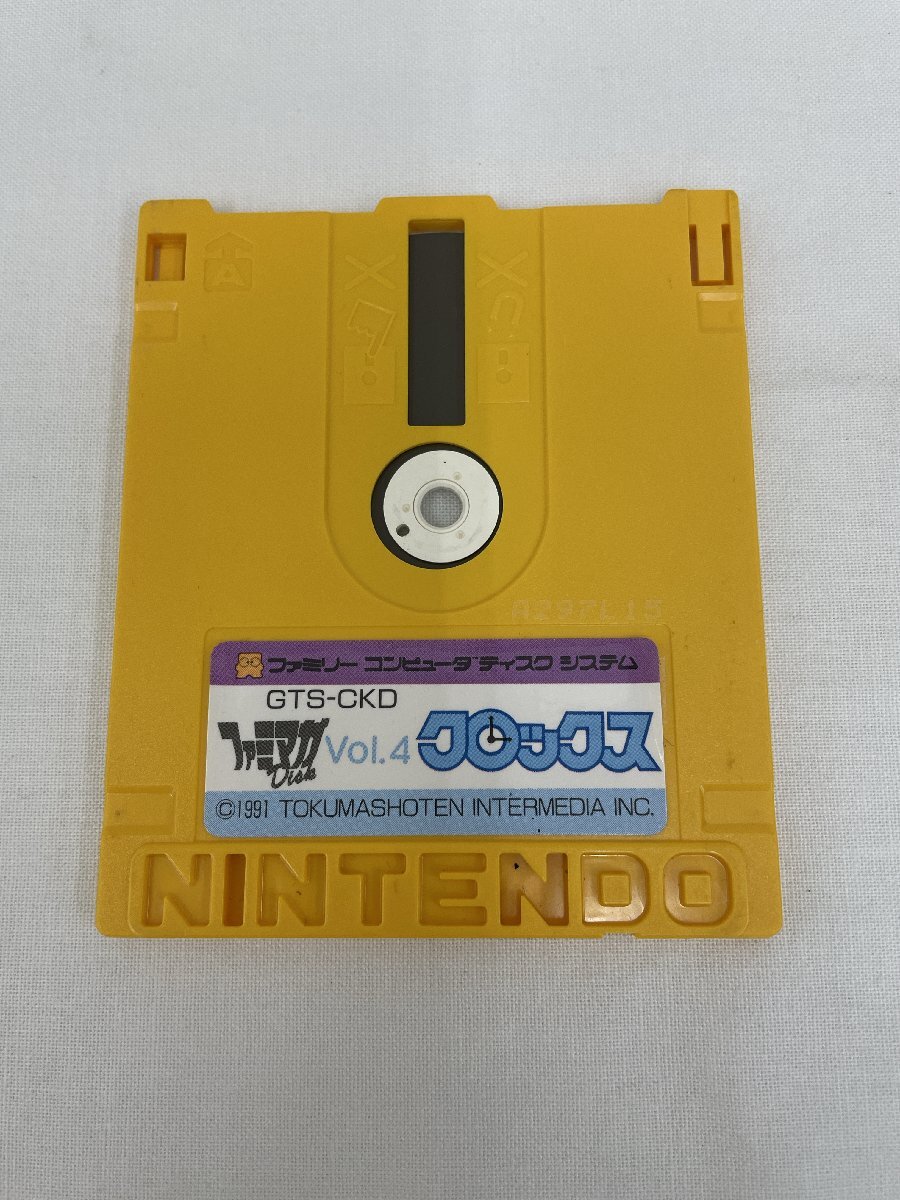 A
ファミリー コンピュータ ディスク システム
GTS-CKD
ファミマガ Disk Vol.4 クロックス
©1991 TOKUMASHOTEN INTERMEDIA INC.
NINTENDO